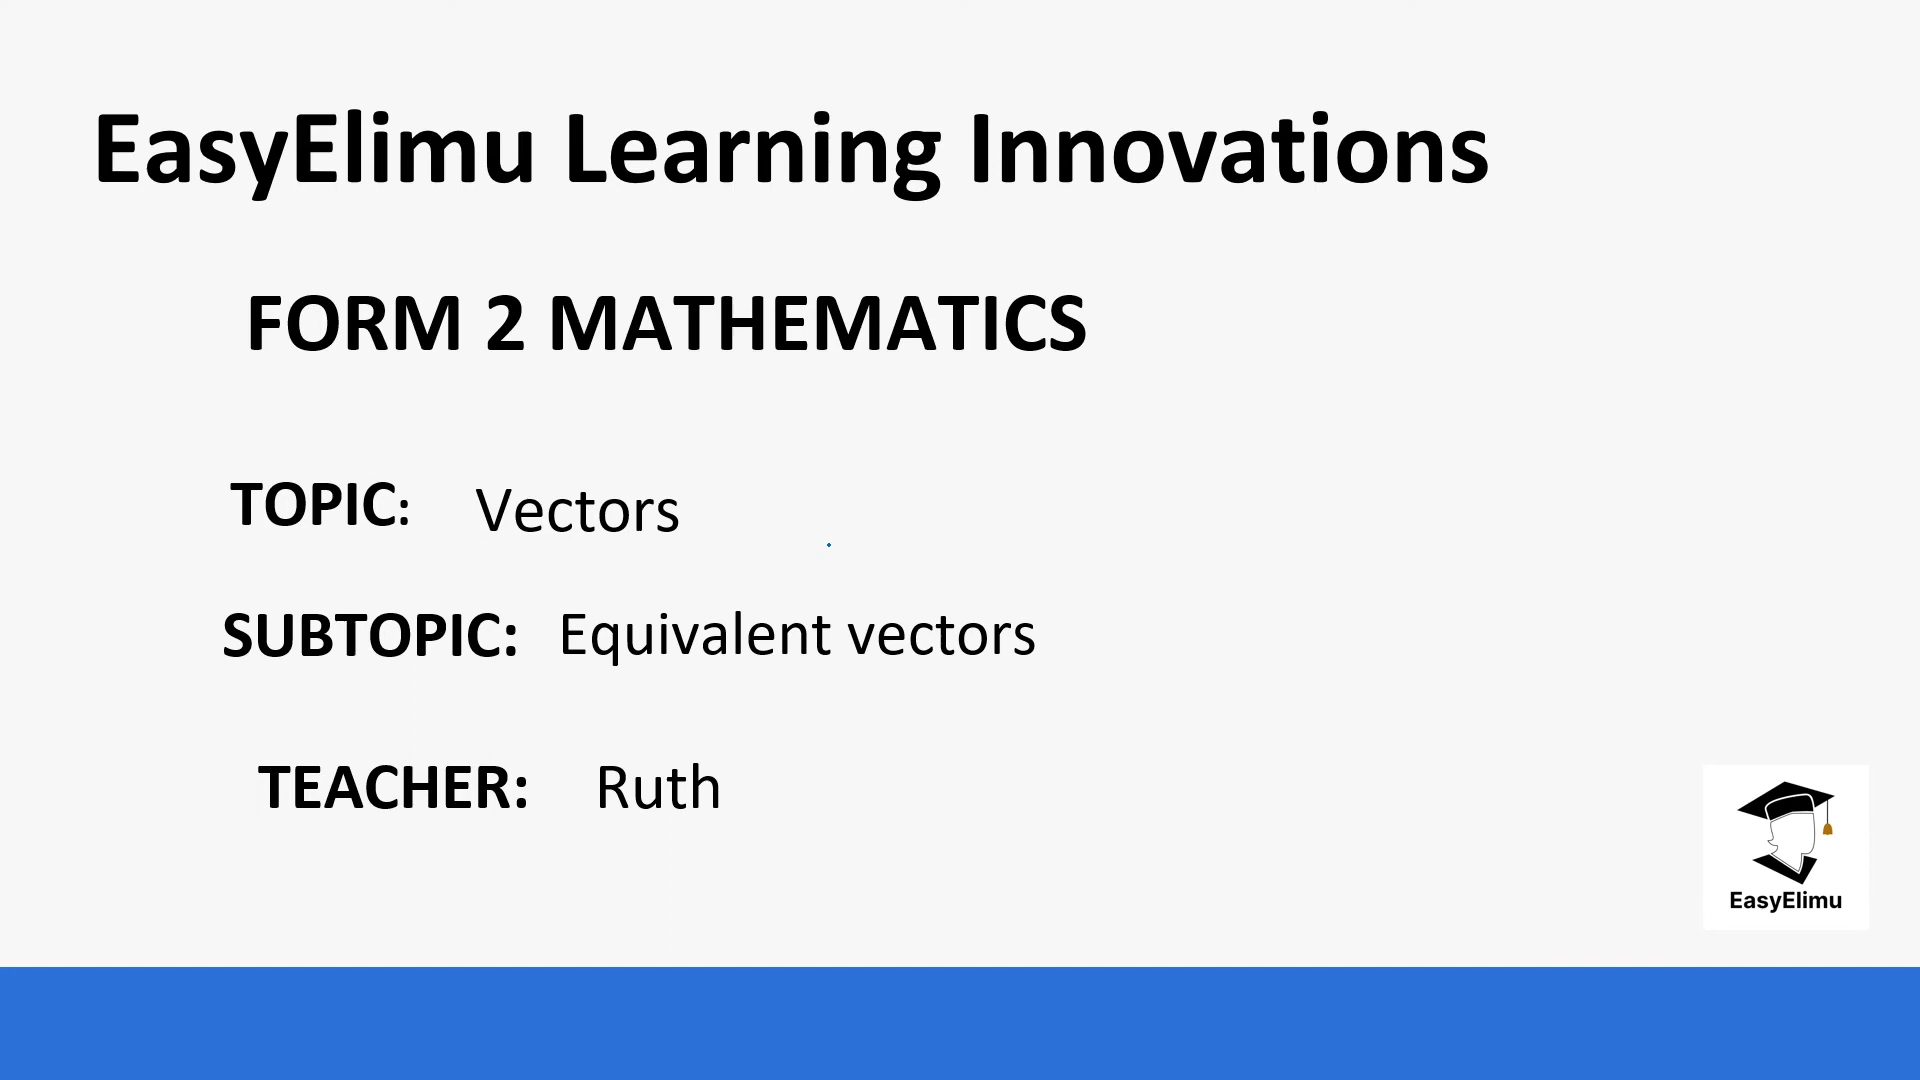 EasyElimu Learning Innovations
FORM 2 MATHEMATICS
TOPIC: Vectors
SUBTOPIC: Equivalent vectors
TEACHER: Ruth
EasyElimu